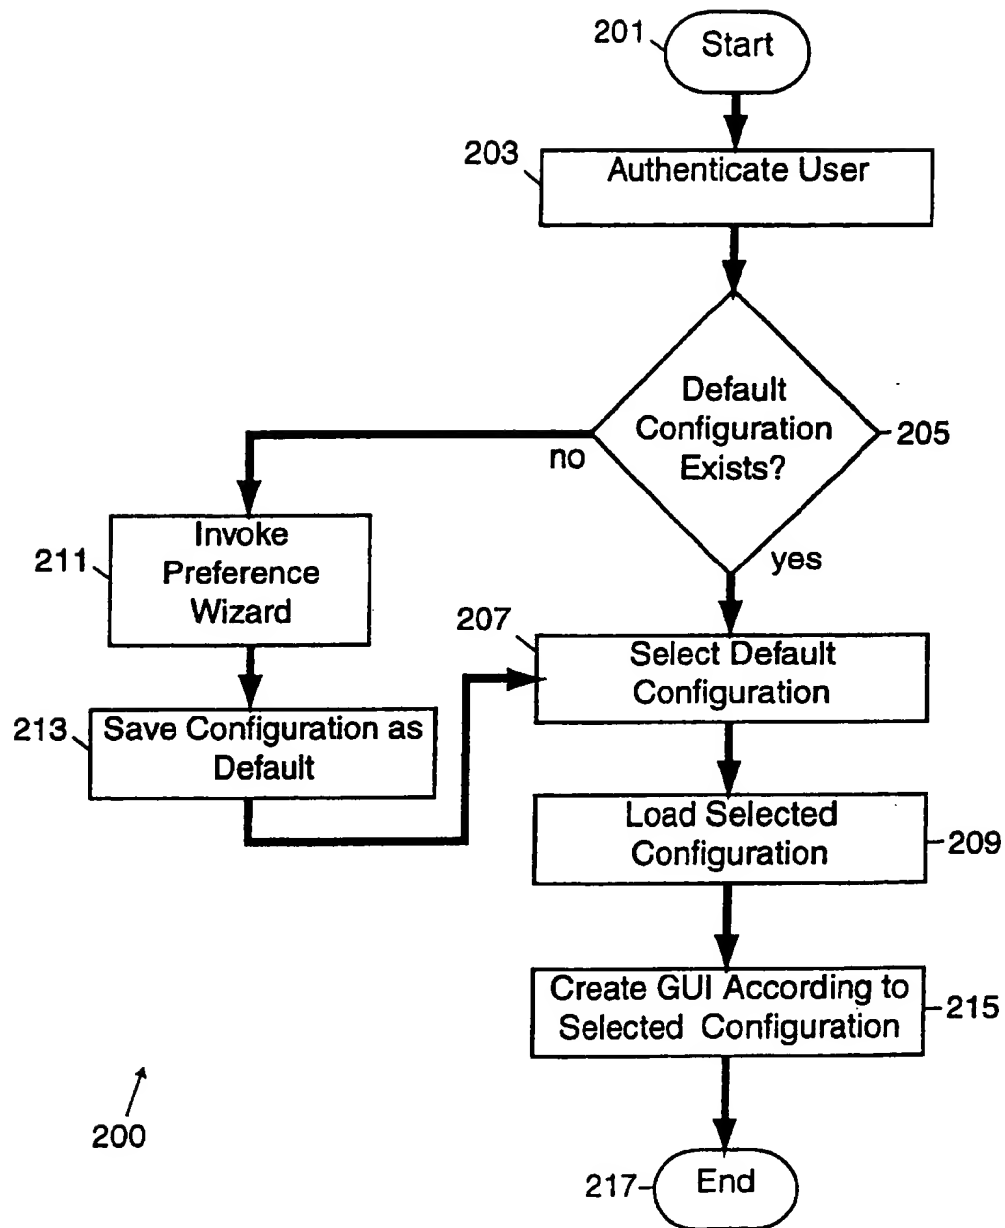 201
Start
203
Authenticate User
Default
Configuration
Exists?
205
no
yes
211
Invoke
Preference
Wizard
207
Select Default
Configuration
213
Save Configuration as
Default
Load Selected
Configuration
209
Create GUI According to
Selected Configuration
215
200
217
End